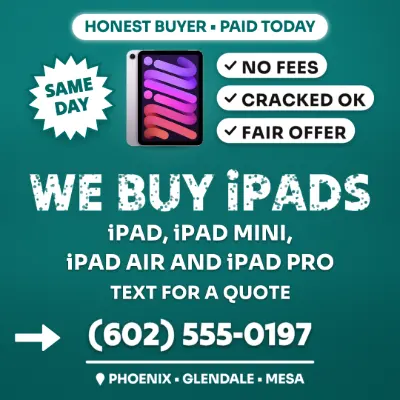 HONEST BUYER • PAID TODAY
SAME
DAY
✓ NO FEES
✓ CRACKED OK
✓ FAIR OFFER
WE BUY iPADS
iPAD, iPAD MINI,
iPAD AIR AND iPAD PRO
TEXT FOR A QUOTE
(602) 555-0197
PHOENIX • GLENDALE • MESA